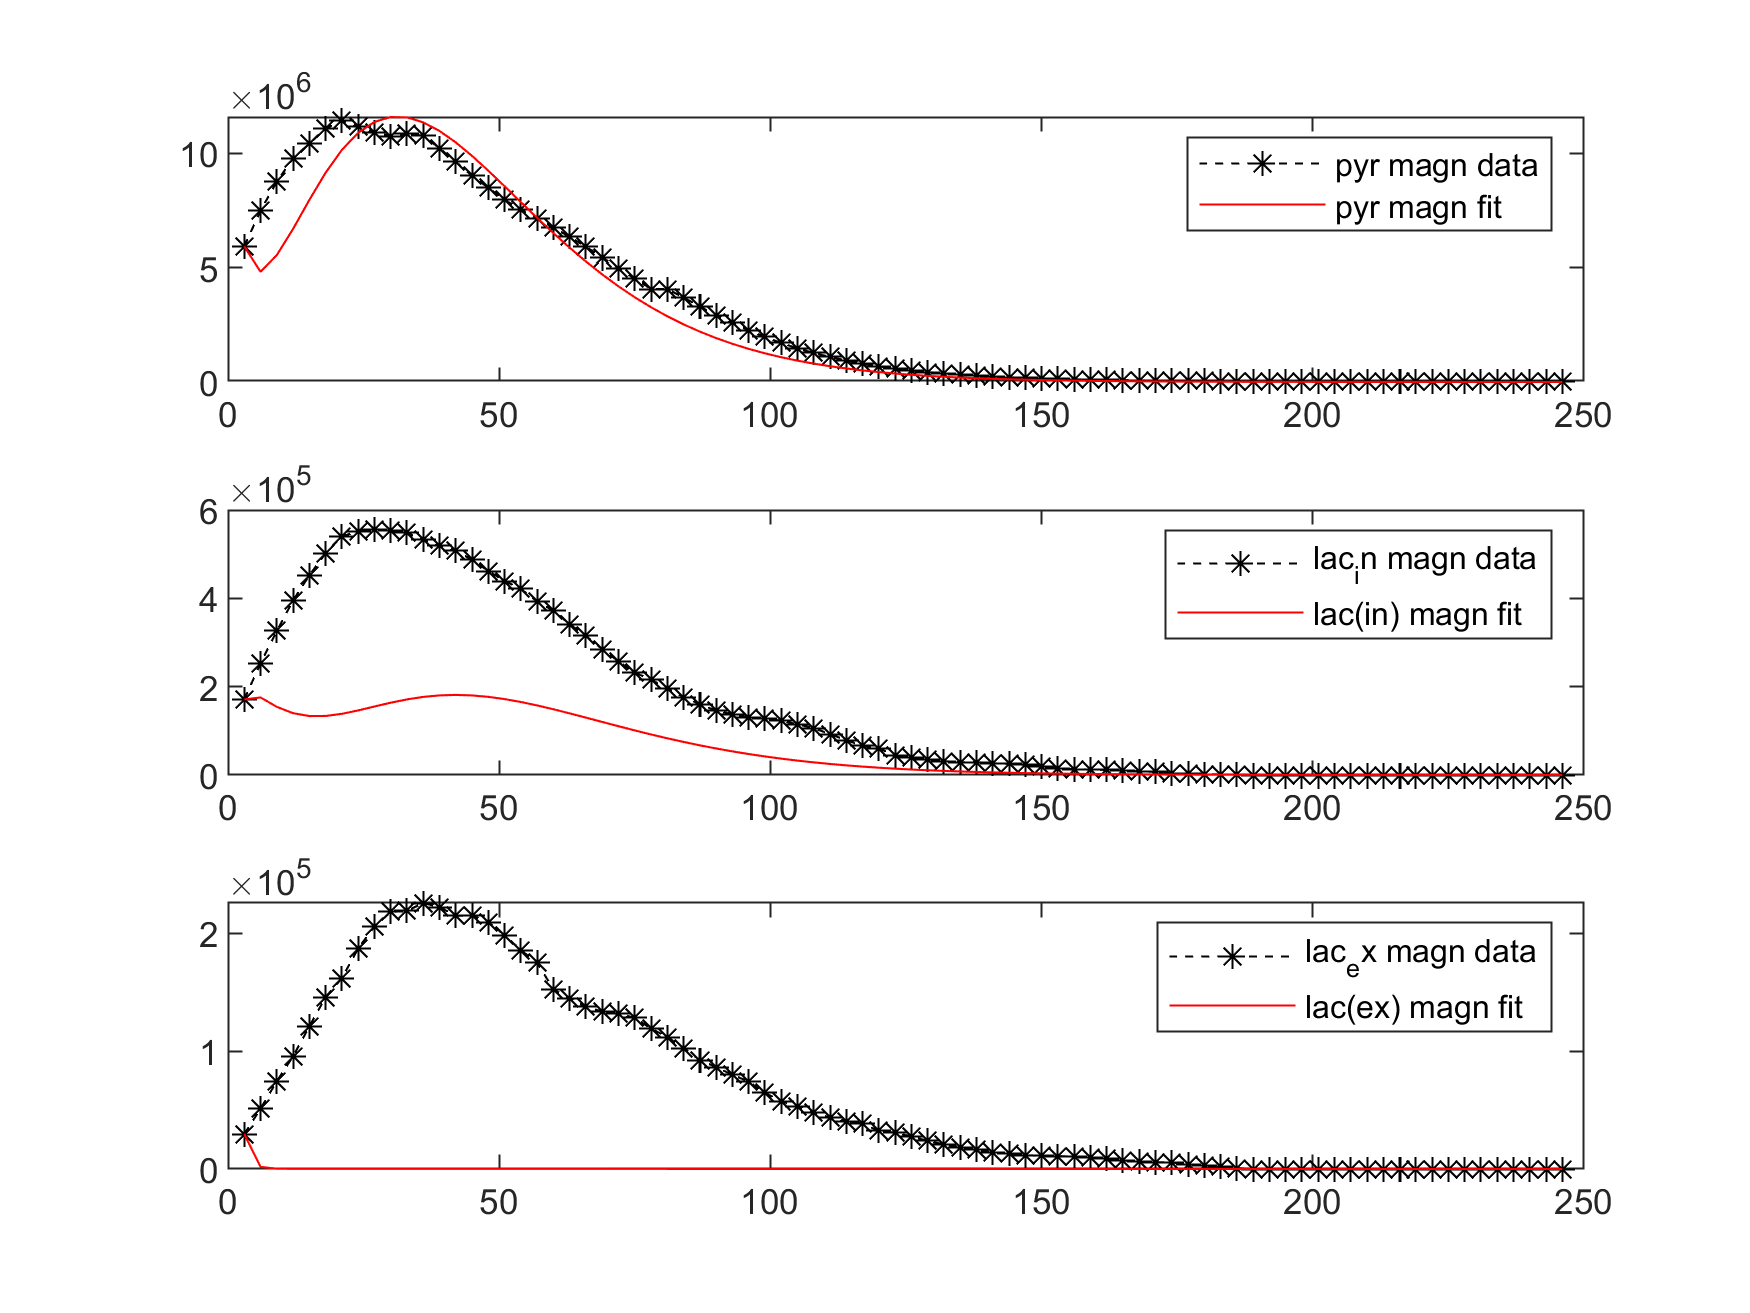 ×10^6
10
5
0
0 50 100 150 200 250
pyr magn data
pyr magn fit
×10^5
6
4
2
0
0 50 100 150 200 250
lac_in magn data
lac(in) magn fit
×10^5
2
1
0
0 50 100 150 200 250
lac_ex magn data
lac(ex) magn fit